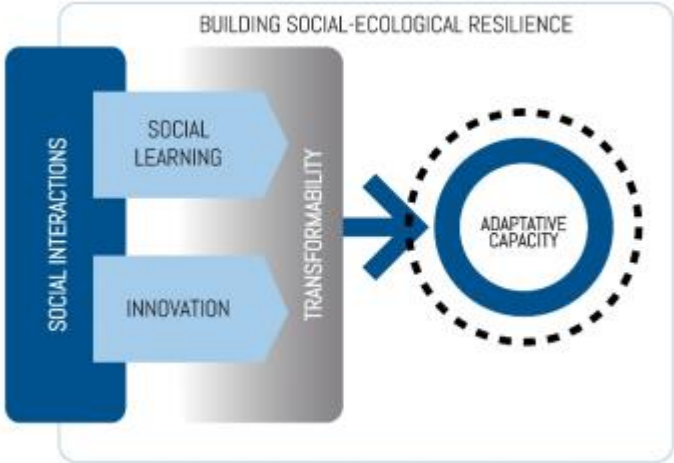 BUILDING SOCIAL-ECOLOGICAL RESILIENCE
SOCIAL INTERACTIONS
SOCIAL
LEARNING
INNOVATION
TRANSFORMABILITY
ADAPTATIVE
CAPACITY